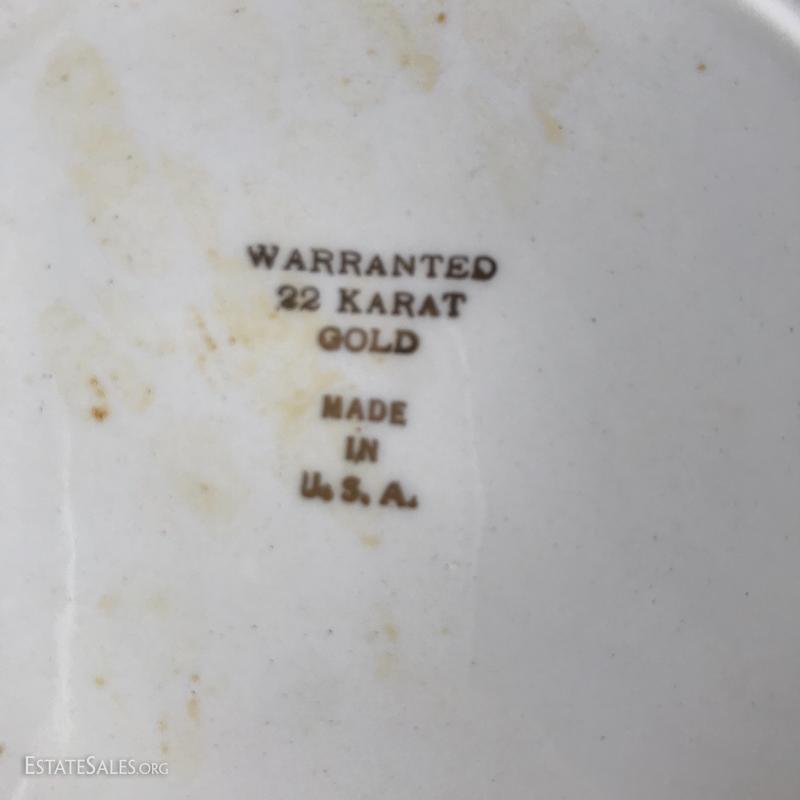 WARRANTED
22 KARAT
GOLD
MADE
IN
U.S.A.
ESTATESALES.ORG